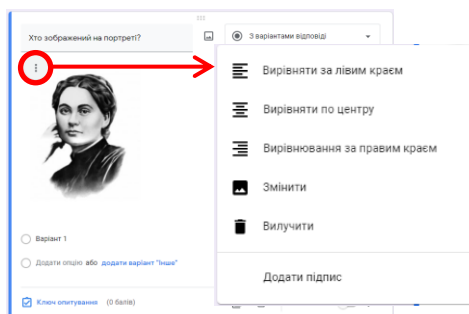 Хто зображений на портреті?
З варіантами відповіді
Вирівняти за лівим краєм
Вирівняти по центру
Вирівнювання за правим краєм
Змінити
Вилучити
Додати підпис
Варіант 1
Додати опцію або додати варіант "Інше"
Ключ опитування (0 балів)